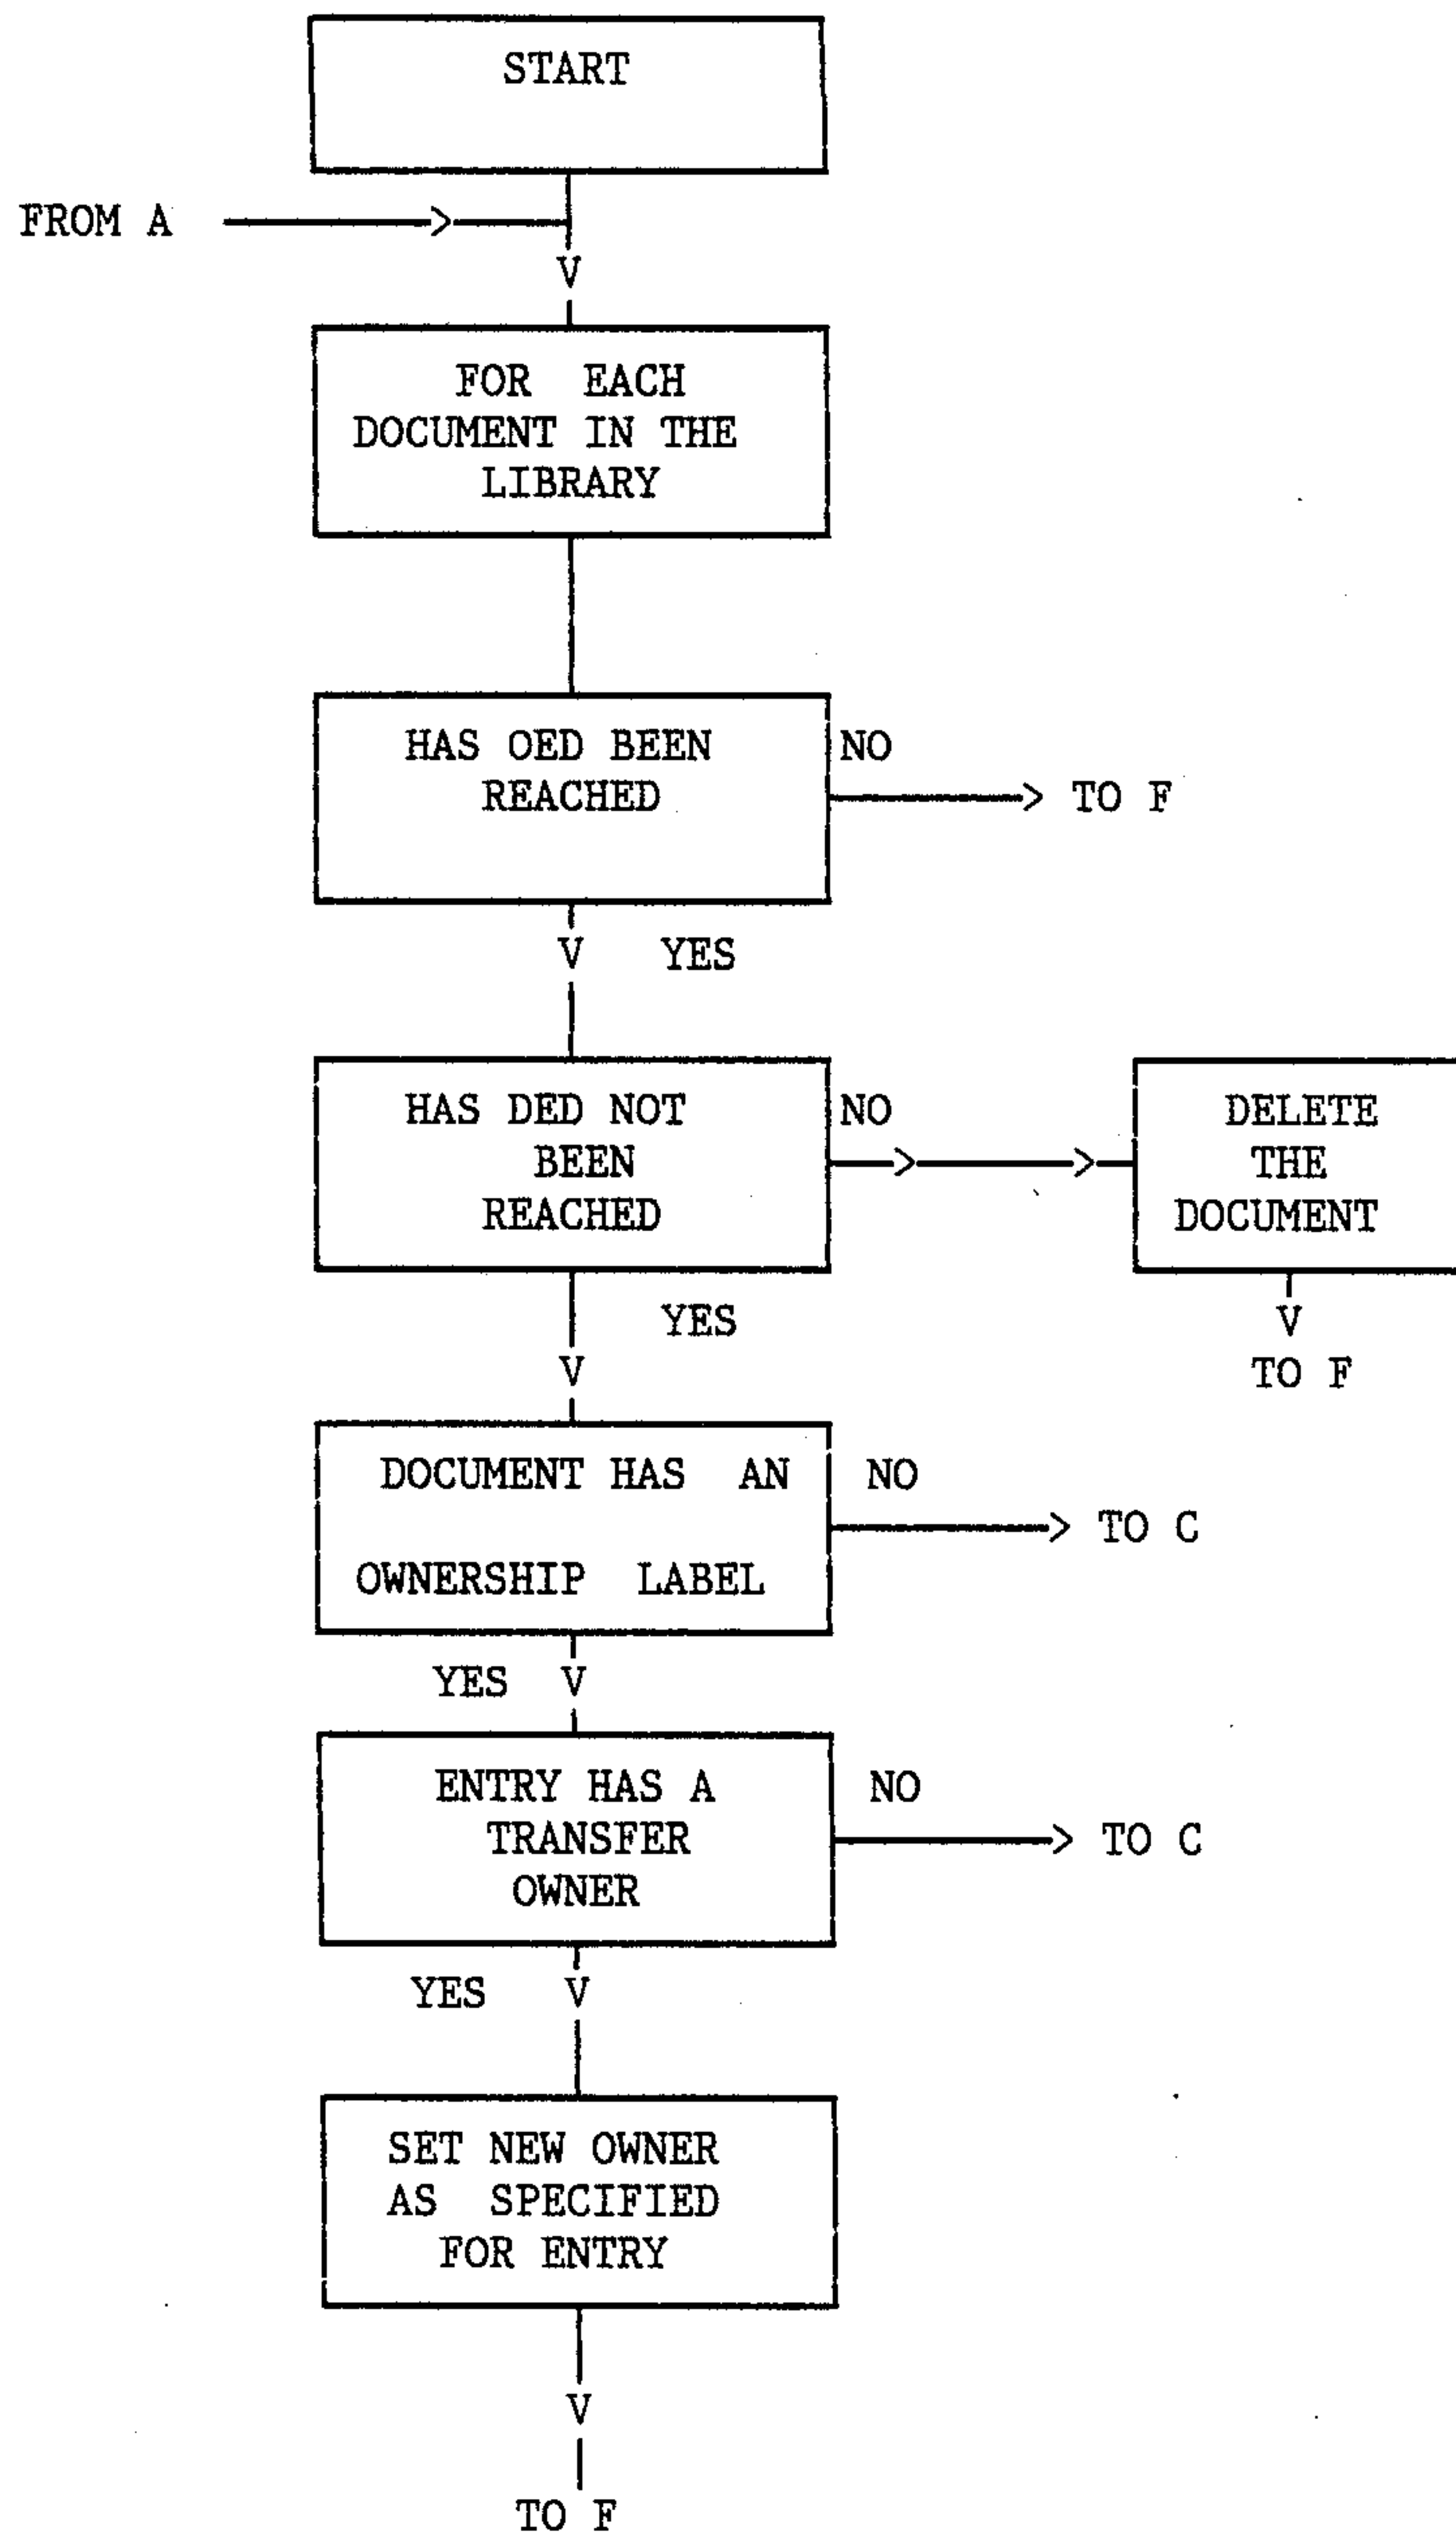 START
FROM A
V
FOR EACH
DOCUMENT IN THE
LIBRARY
HAS OED BEEN
REACHED
NO
> TO F
V YES
HAS DED NOT
BEEN
REACHED
NO
> >
DELETE
THE
DOCUMENT
YES
V
V
TO F
DOCUMENT HAS AN
OWNERSHIP LABEL
NO
> TO C
YES V
ENTRY HAS A
TRANSFER
OWNER
NO
> TO C
YES V
SET NEW OWNER
AS SPECIFIED
FOR ENTRY
V
TO F